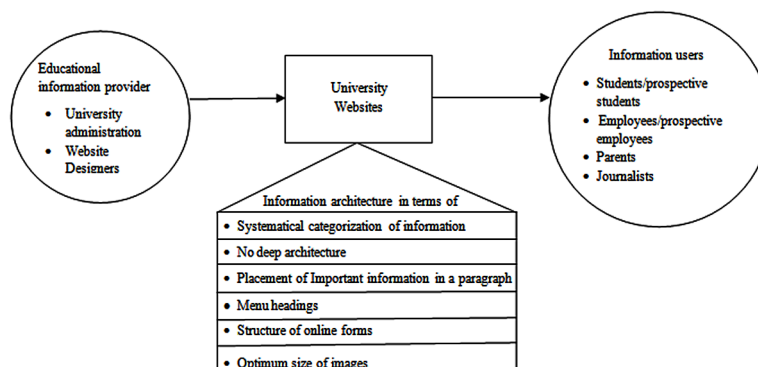 Educational
information provider
• University
administration
• Website
Designers
University
Websites
Information users
• Students/prospective
students
• Employees/prospective
employees
• Parents
• Journalists
Information architecture in terms of
• Systematical categorization of information
• No deep architecture
• Placement of Important information in a paragraph
• Menu headings
• Structure of online forms
• Optimum size of images